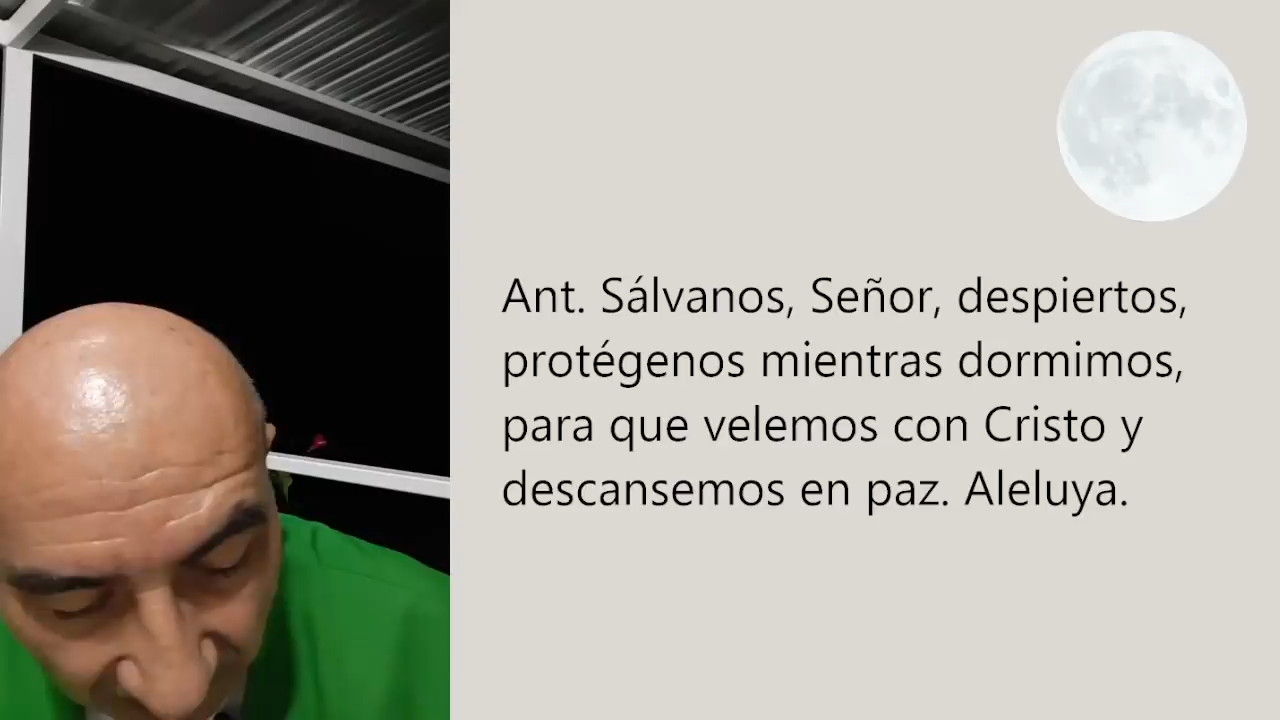 Ant. Sálvanos, Señor, despiertos,
protégenos mientras dormimos,
para que velemos con Cristo y
descansemos en paz. Aleluya.